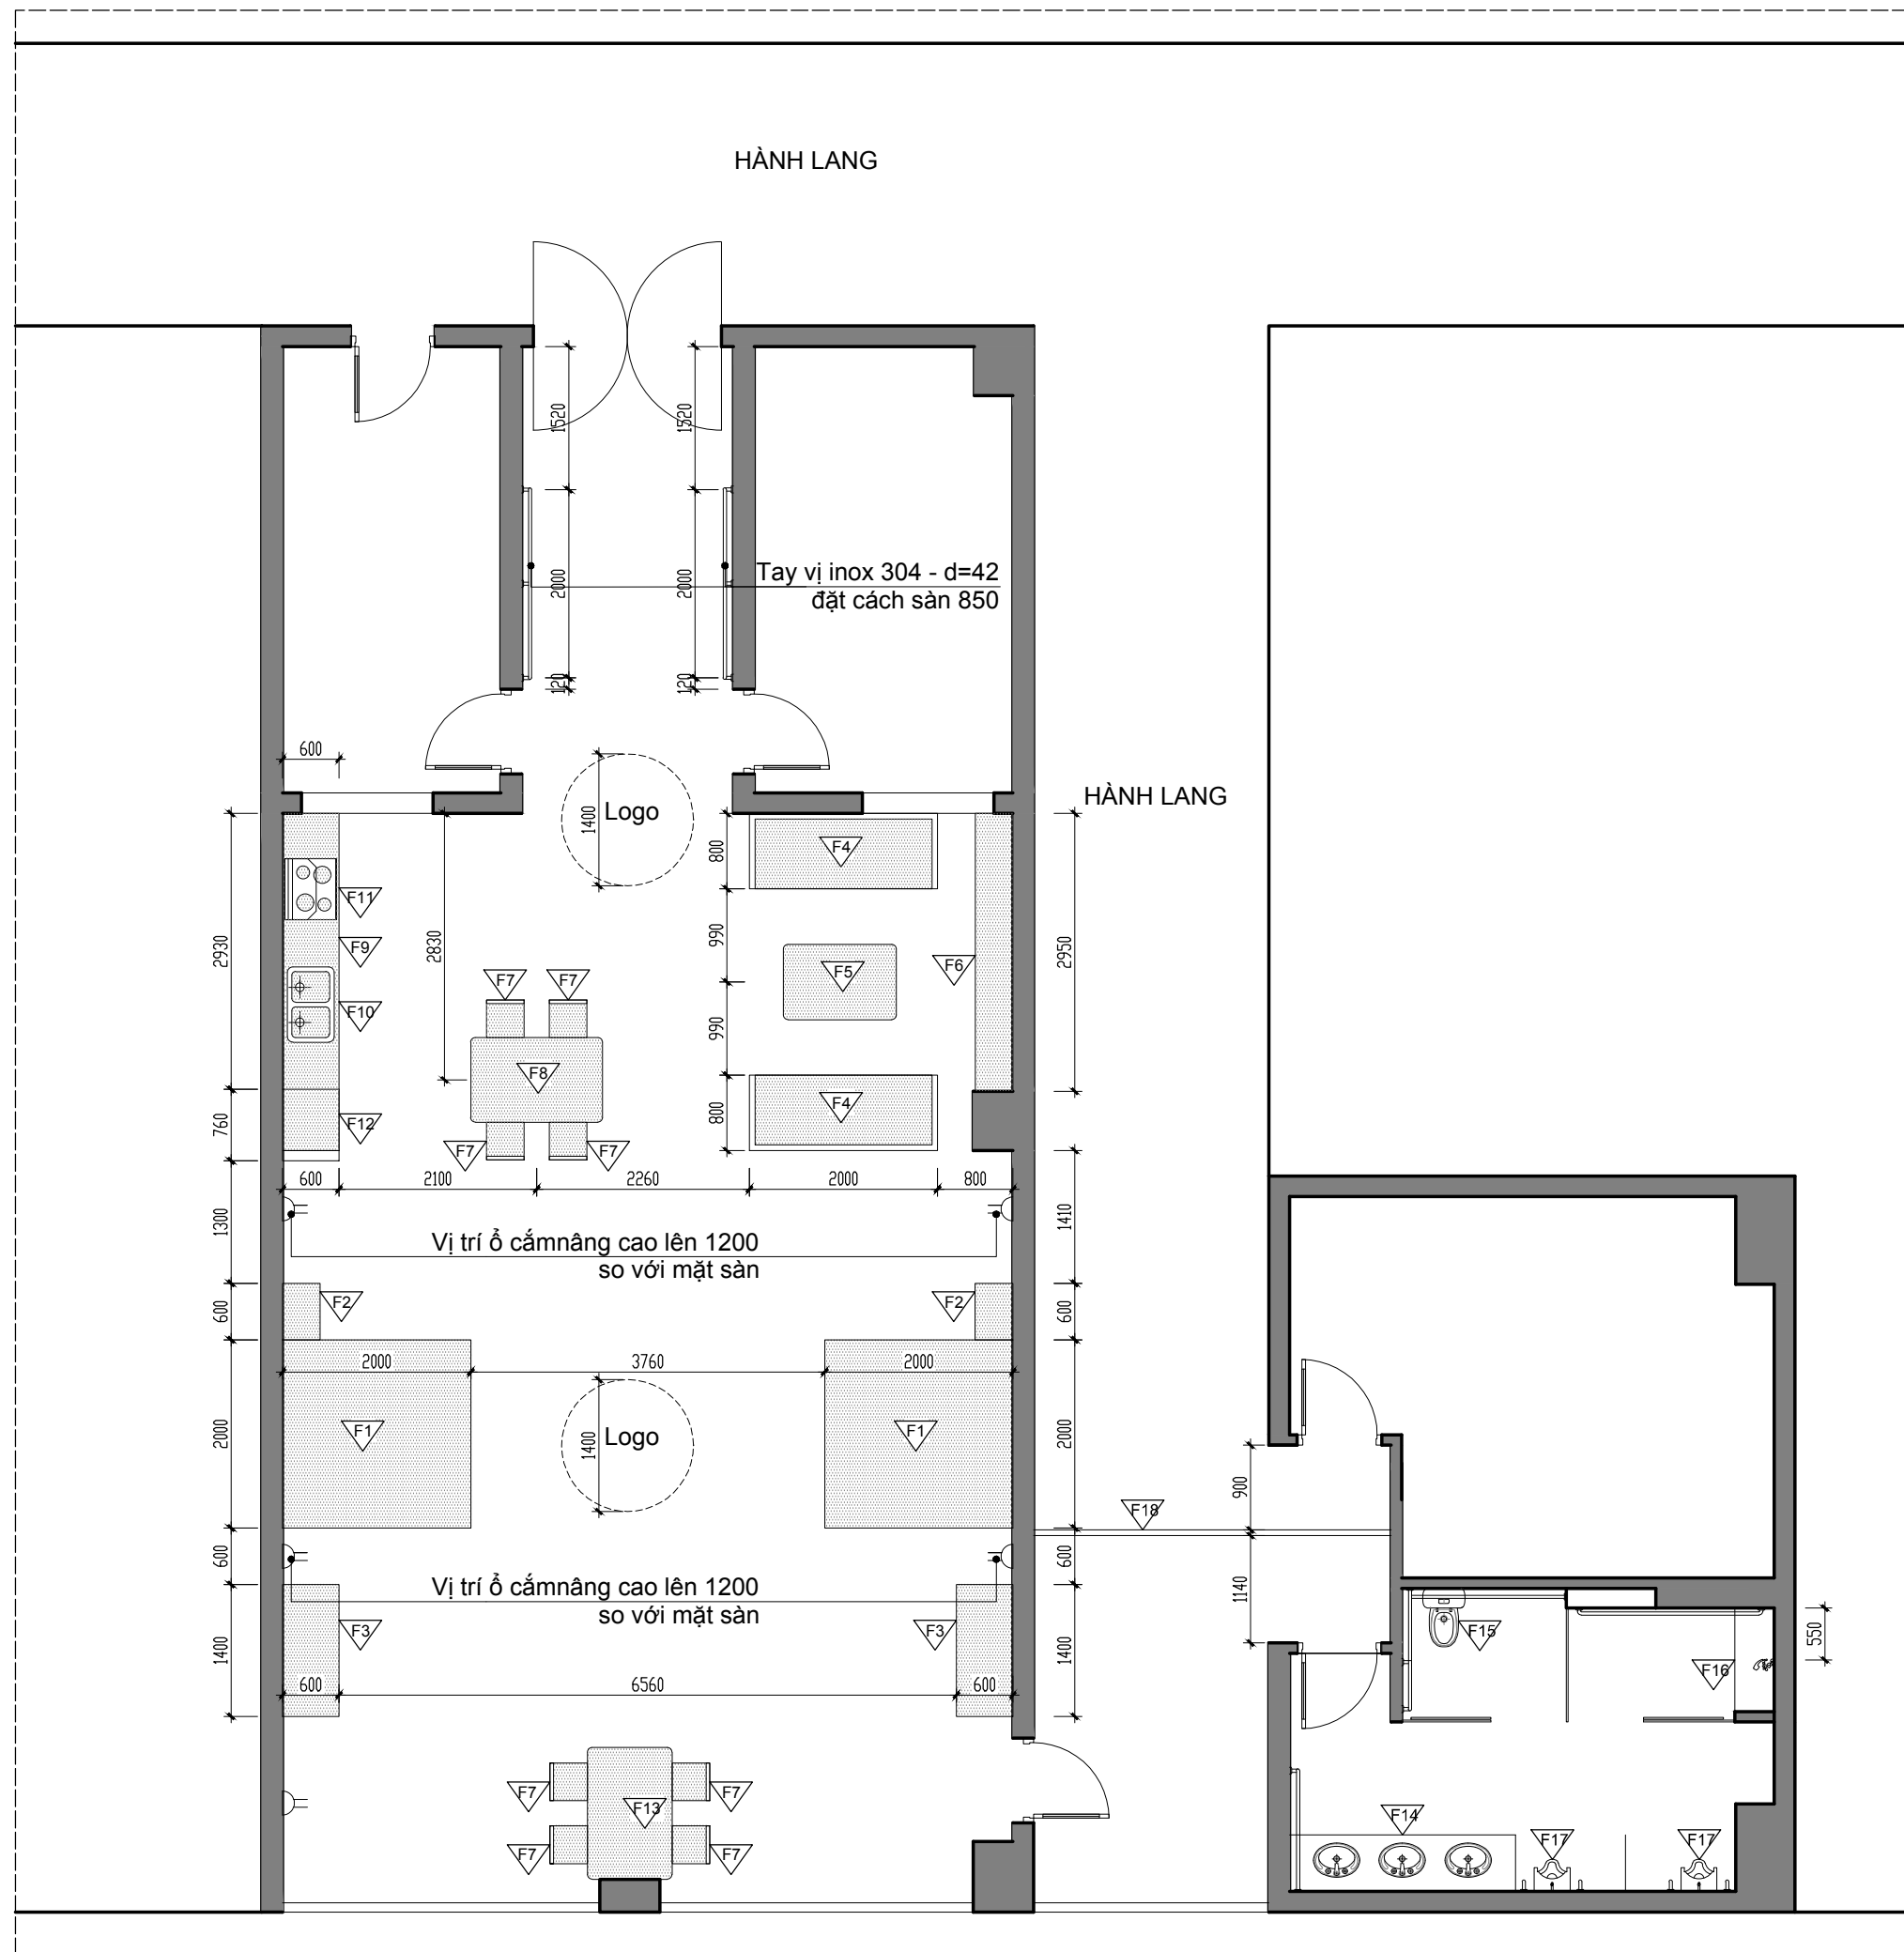 HÀNH LANG
1520
1520
Tay vị inox 304 - d=42
đặt cách sàn 850
2000
2000
120
120
600
1400
Logo
HÀNH LANG
800
F4
F11
2930
F9
2830
990
F5
F6
2950
F7
F7
F10
990
F8
F4
760
F12
800
F7
F7
600
2100
2260
2000
800
1300
1410
Vị trí ổ cắmnâng cao lên 1200
so với mặt sàn
600
F2
F2
600
2000
3760
2000
2000
F1
1400
Logo
F1
2000
900
F18
600
600
1140
Vị trí ổ cắmnâng cao lên 1200
so với mặt sàn
1400
F3
F3
1400
F15
550
F16
600
6560
600
F7
F7
F13
F14
F17
F17
F7
F7